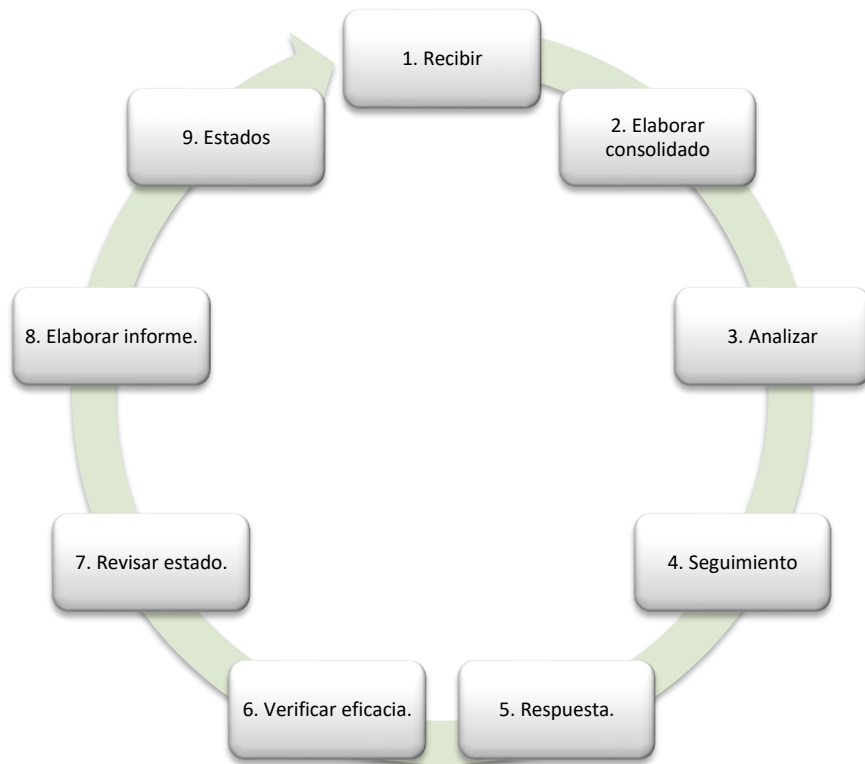 1. Recibir
2. Elaborar
consolidado
3. Analizar
4. Seguimiento
5. Respuesta.
6. Verificar eficacia.
7. Revisar estado.
8. Elaborar informe.
9. Estados